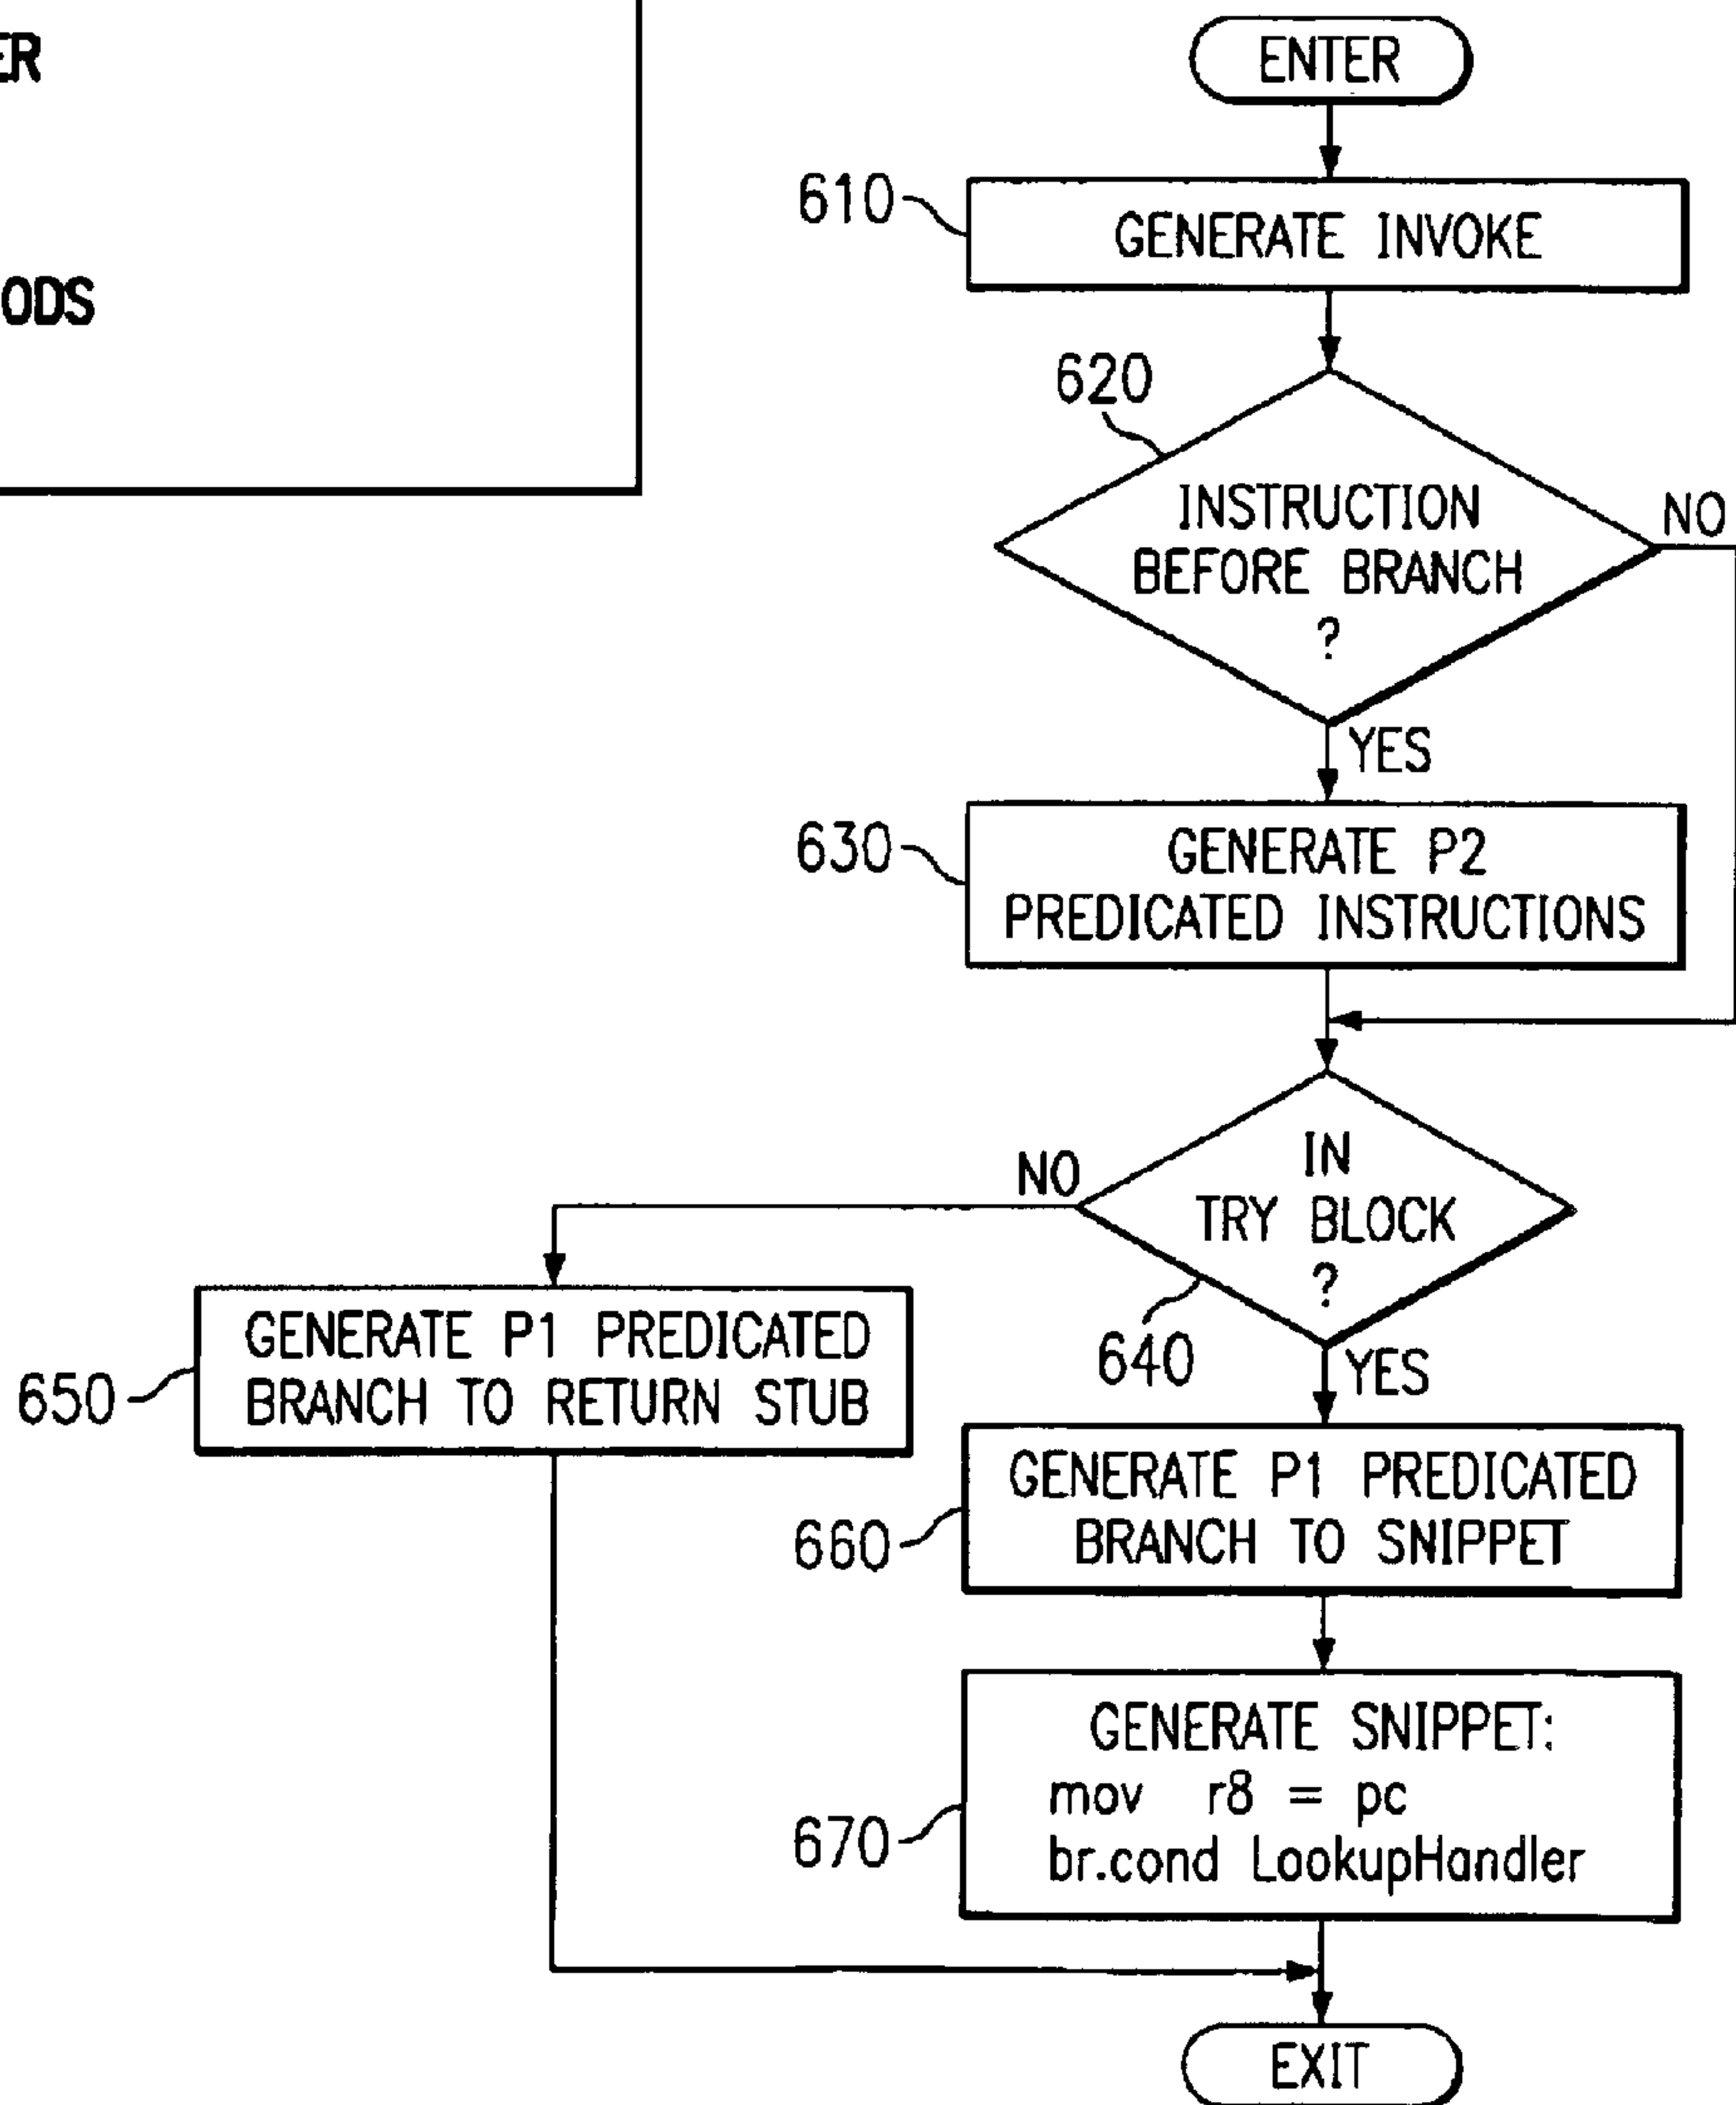 ENTER
610
GENERATE INVOKE
620
INSTRUCTION
BEFORE BRANCH
?
NO
YES
630
GENERATE P2
PREDICATED INSTRUCTIONS
IN
TRY BLOCK
?
NO
640
YES
650
GENERATE P1 PREDICATED
BRANCH TO RETURN STUB
660
GENERATE P1 PREDICATED
BRANCH TO SNIPPET
670
GENERATE SNIPPET:
mov r8 = pc
br.cond LookupHandler
EXIT